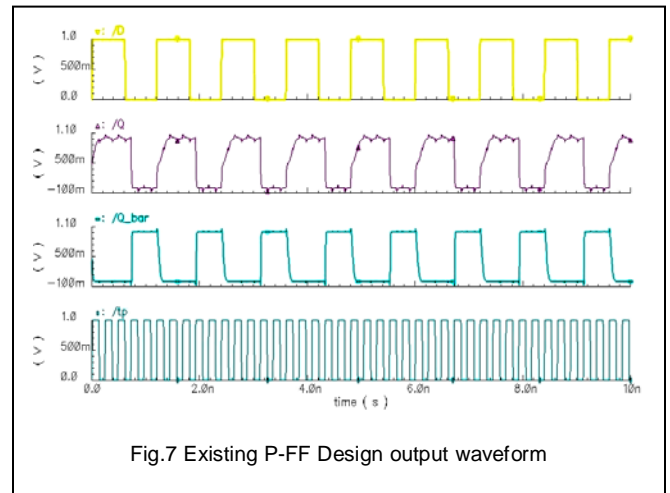 ▾: /D
1.0
( V )
500m
0.0
▵: /Q
1.10
( V )
500m
-100m
▫: /Q_bar
1.10
( V )
500m
-100m
▫: /tp
1.0
( V )
500m
0.0
0.0 2.0n 4.0n 6.0n 8.0n 10n
time ( s )
Fig.7 Existing P-FF Design output waveform